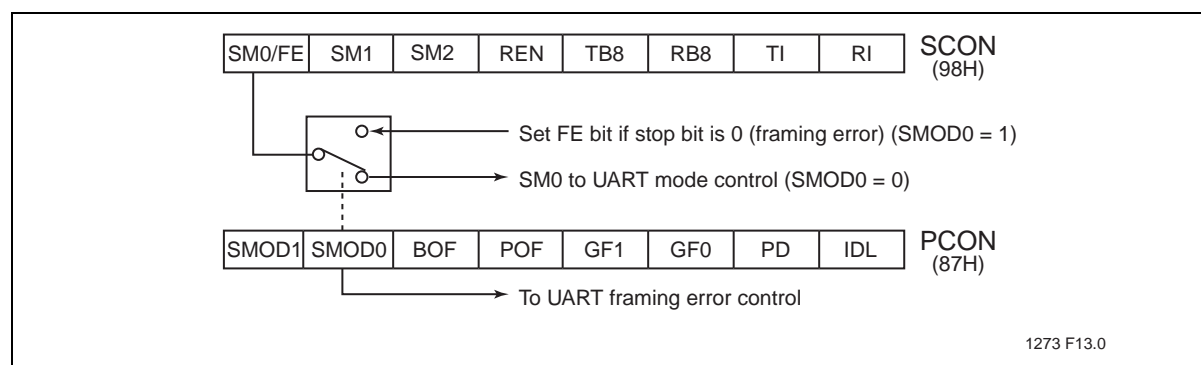 SM0/FE SM1 SM2 REN TB8 RB8 TI RI SCON
(98H)
Set FE bit if stop bit is 0 (framing error) (SMOD0 = 1)
SM0 to UART mode control (SMOD0 = 0)
SMOD1 SMOD0 BOF POF GF1 GF0 PD IDL PCON
(87H)
To UART framing error control
1273 F13.0